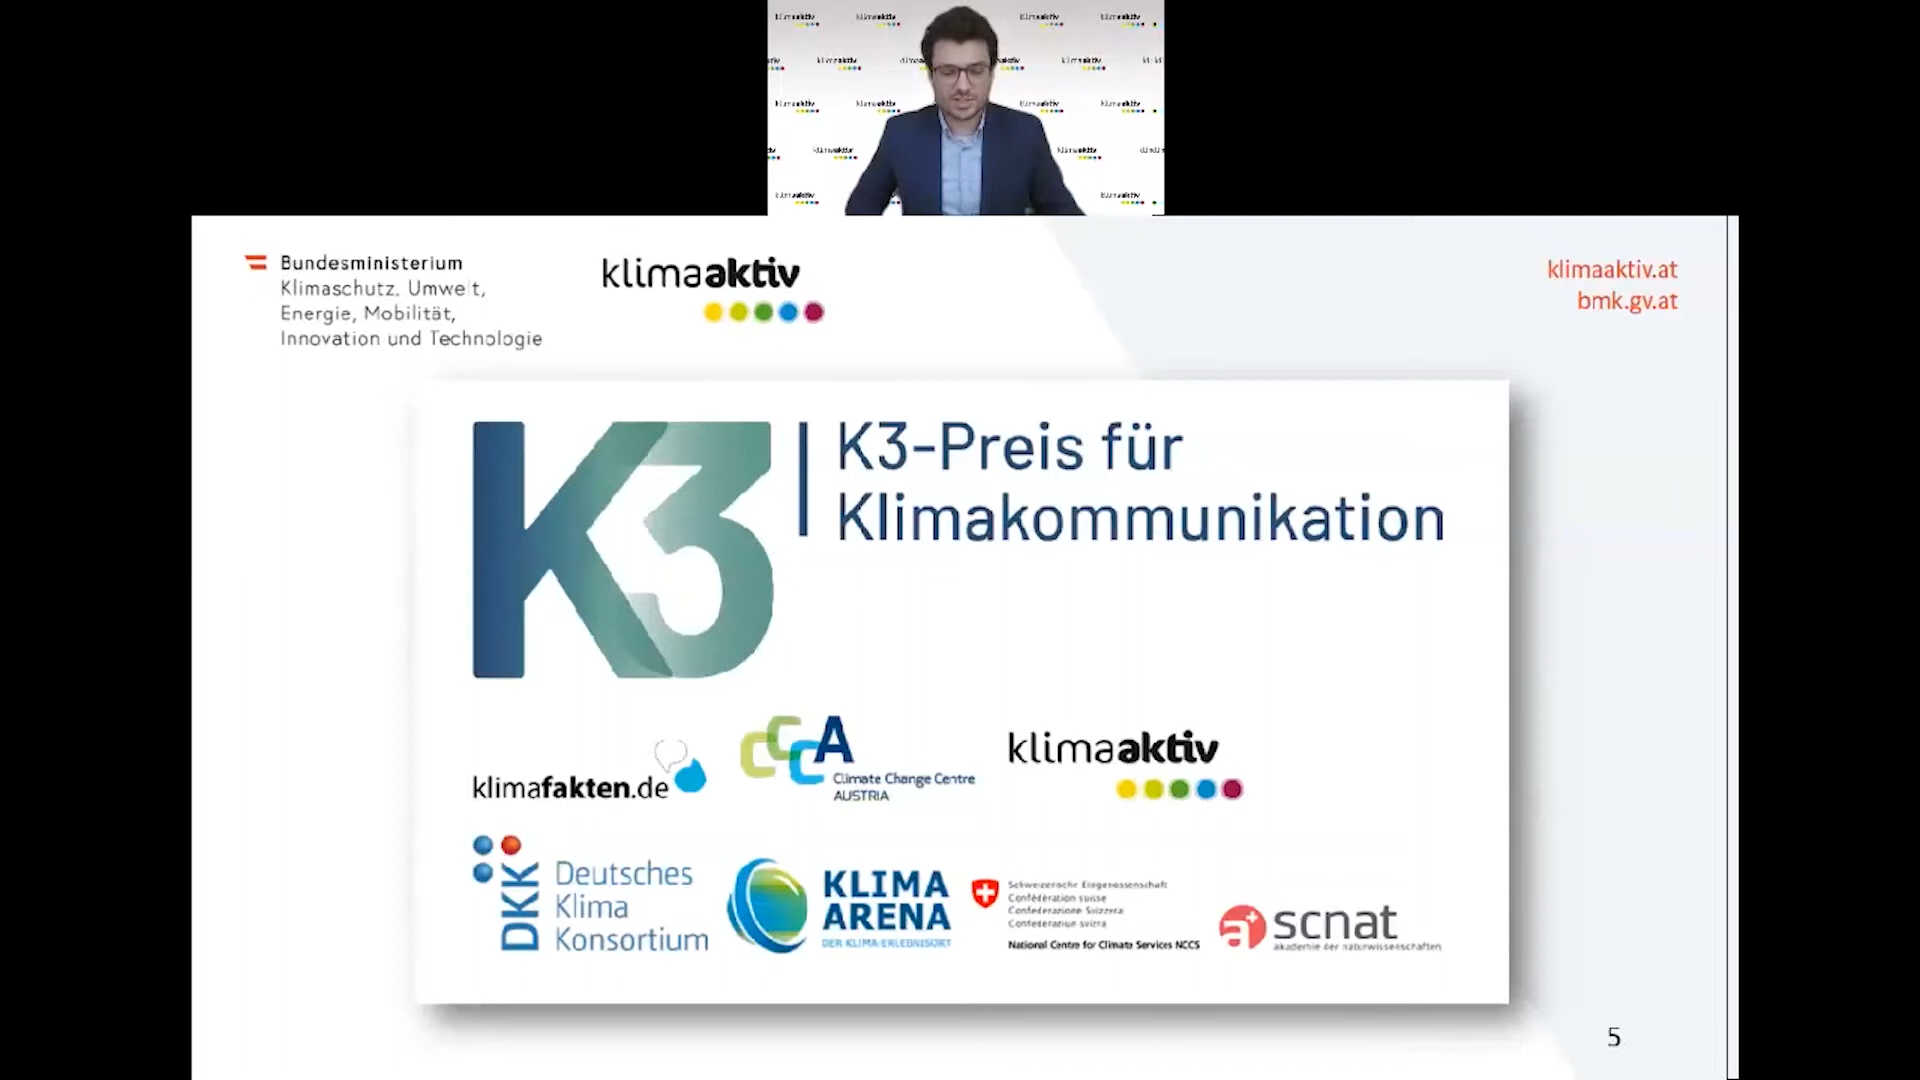 Bundesministerium
Klimaschutz, Umwelt,
Energie, Mobilität,
Innovation und Technologie
klimaaktiv
klimaaktiv.at
bmk.gv.at
K3
K3-Preis für
Klimakommunikation
klimafakten.de
CCCA
Climate Change Centre
AUSTRIA
klimaaktiv
DKK
Deutsches
Klima
Konsortium
KLIMA
ARENA
DER KLIMA-ERLEBNISORT
Schweizerische Eidgenossenschaft
Confédération suisse
Confederazione Svizzera
Confederaziun svizra
National Centre for Climate Services NCCS
a+
scnat
akademie der naturwissenschaften
5